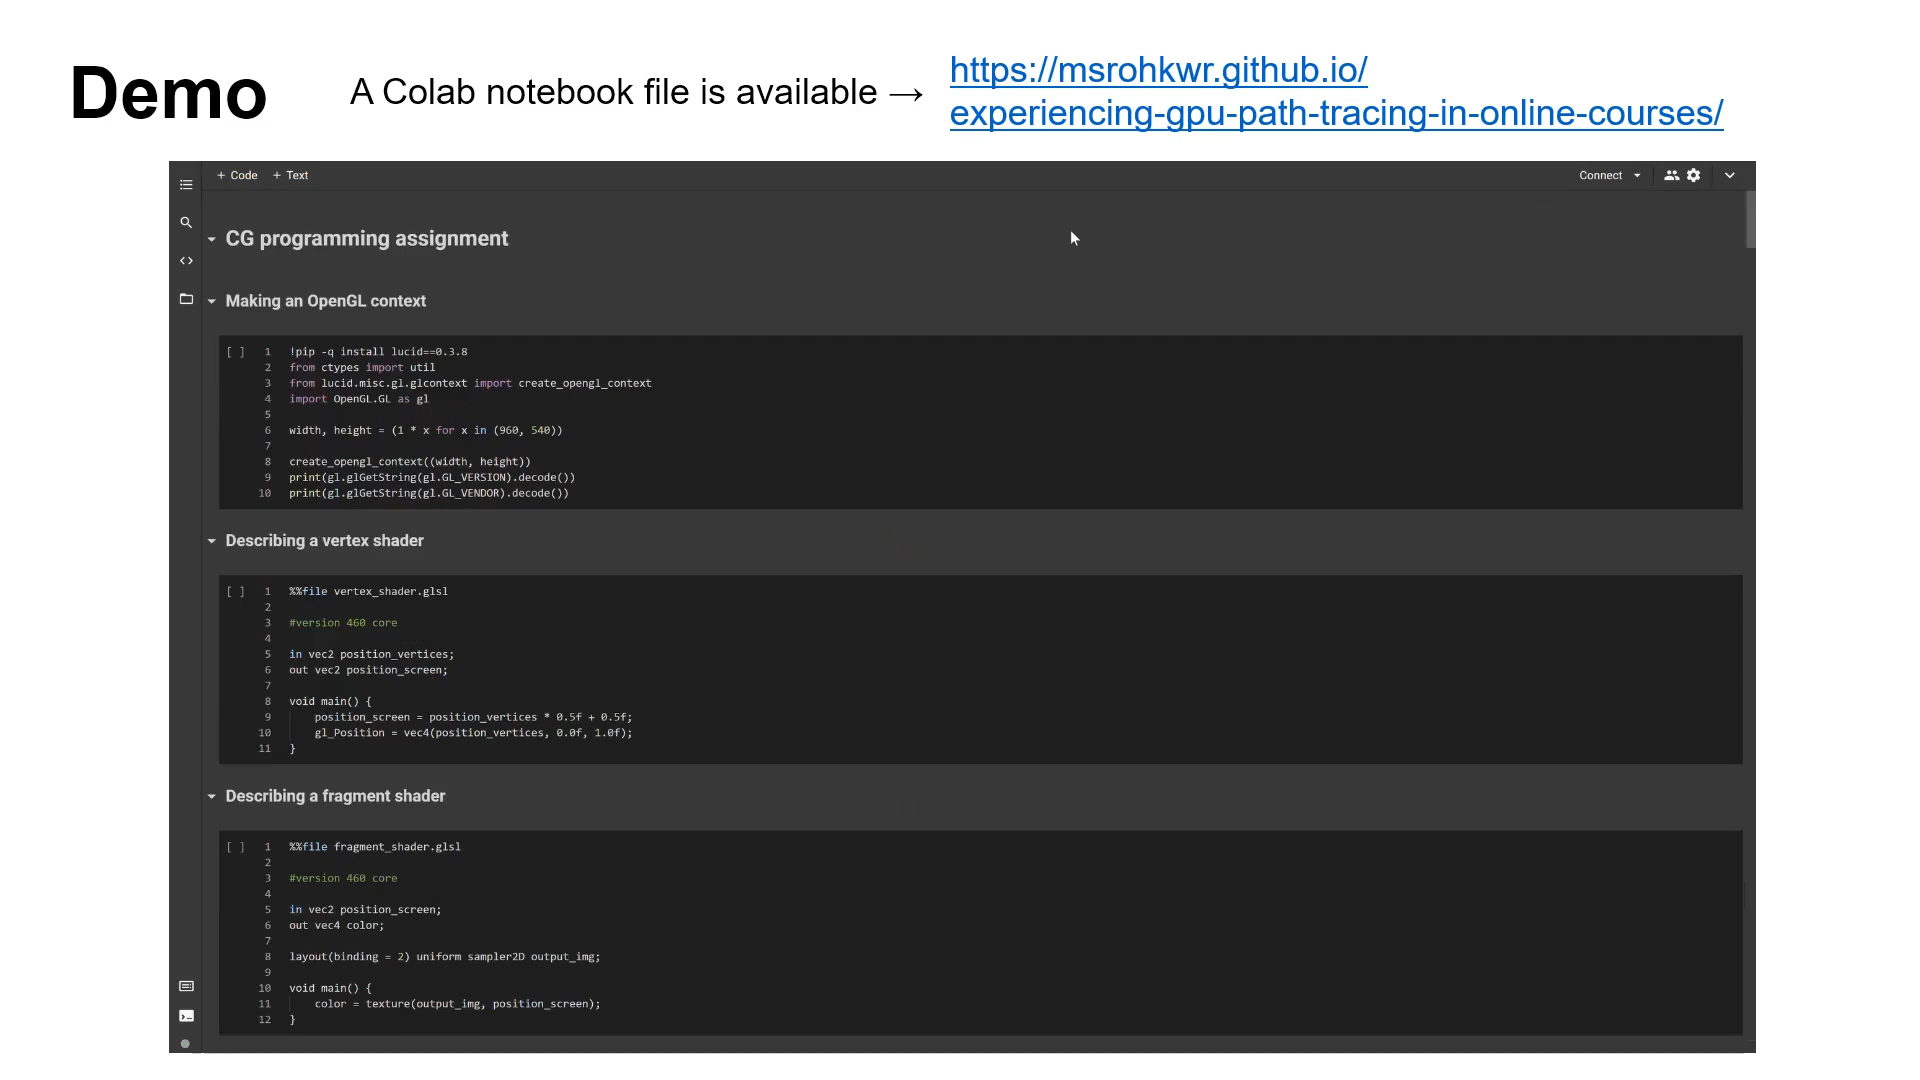 Demo
A Colab notebook file is available →
https://msrohkwr.github.io/
experiencing-gpu-path-tracing-in-online-courses/
+ Code + Text
Connect
CG programming assignment
Making an OpenGL context
[ ] 1 !pip -q install lucid==0.3.8
2 from ctypes import util
3 from lucid.misc.gl.glcontext import create_opengl_context
4 import OpenGL.GL as gl
5
6 width, height = (1 * x for x in (960, 540))
7
8 create_opengl_context((width, height))
9 print(gl.glGetString(gl.GL_VERSION).decode())
10 print(gl.glGetString(gl.GL_VENDOR).decode())
Describing a vertex shader
[ ] 1 %%file vertex_shader.glsl
2
3 #version 460 core
4
5 in vec2 position_vertices;
6 out vec2 position_screen;
7
8 void main() {
9 position_screen = position_vertices * 0.5f + 0.5f;
10 gl_Position = vec4(position_vertices, 0.0f, 1.0f);
11 }
Describing a fragment shader
[ ] 1 %%file fragment_shader.glsl
2
3 #version 460 core
4
5 in vec2 position_screen;
6 out vec4 color;
7
8 layout(binding = 2) uniform sampler2D output_img;
9
10 void main() {
11 color = texture(output_img, position_screen);
12 }